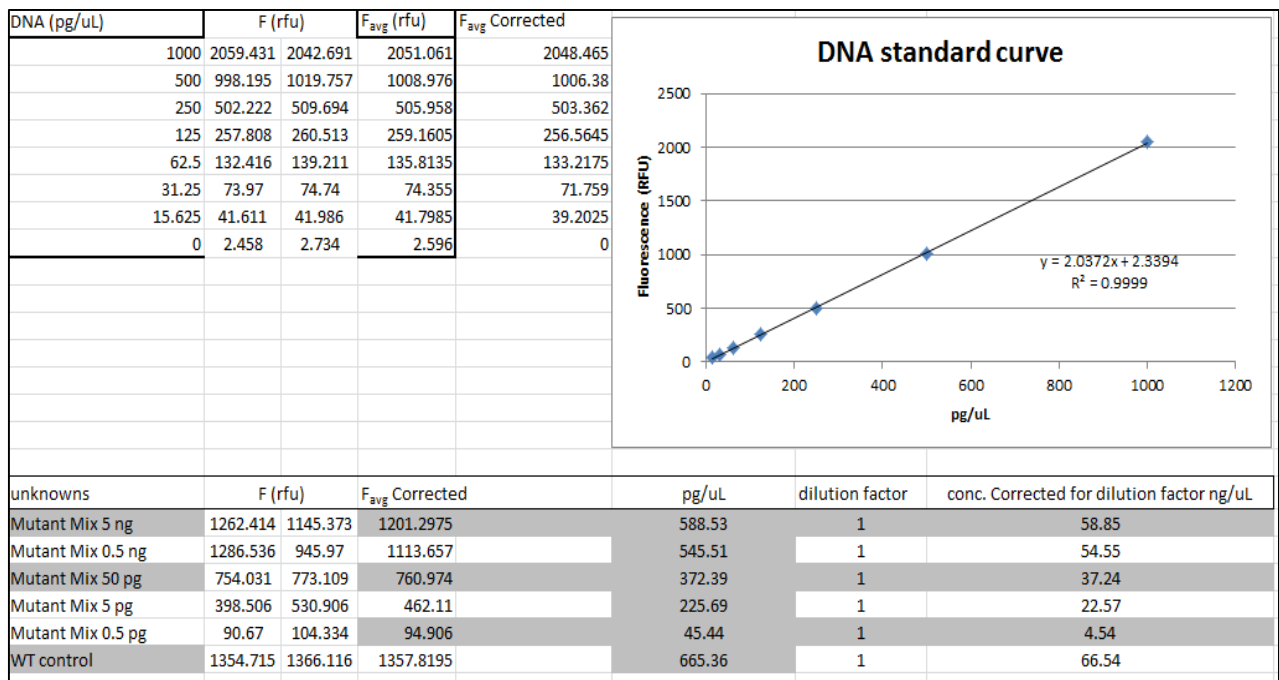 DNA (pg/uL) F (rfu) Favg (rfu) Favg Corrected
1000 2059.431 2042.691 2051.061 2048.465
500 998.195 1019.757 1008.976 1006.38
250 502.222 509.694 505.958 503.362
125 257.808 260.513 259.1605 256.5645
62.5 132.416 139.211 135.8135 133.2175
31.25 73.97 74.74 74.355 71.759
15.625 41.611 41.986 41.7985 39.2025
0 2.458 2.734 2.596 0
DNA standard curve
Fluorescence (RFU)
2500
2000
1500
1000
500
0
y = 2.0372x + 2.3394
R² = 0.9999
0 200 400 600 800 1000 1200
pg/uL
unknowns F (rfu) Favg Corrected pg/uL dilution factor conc. Corrected for dilution factor ng/uL
Mutant Mix 5 ng 1262.414 1145.373 1201.2975 588.53 1 58.85
Mutant Mix 0.5 ng 1286.536 945.97 1113.657 545.51 1 54.55
Mutant Mix 50 pg 754.031 773.109 760.974 372.39 1 37.24
Mutant Mix 5 pg 398.506 530.906 462.11 225.69 1 22.57
Mutant Mix 0.5 pg 90.67 104.334 94.906 45.44 1 4.54
WT control 1354.715 1366.116 1357.8195 665.36 1 66.54